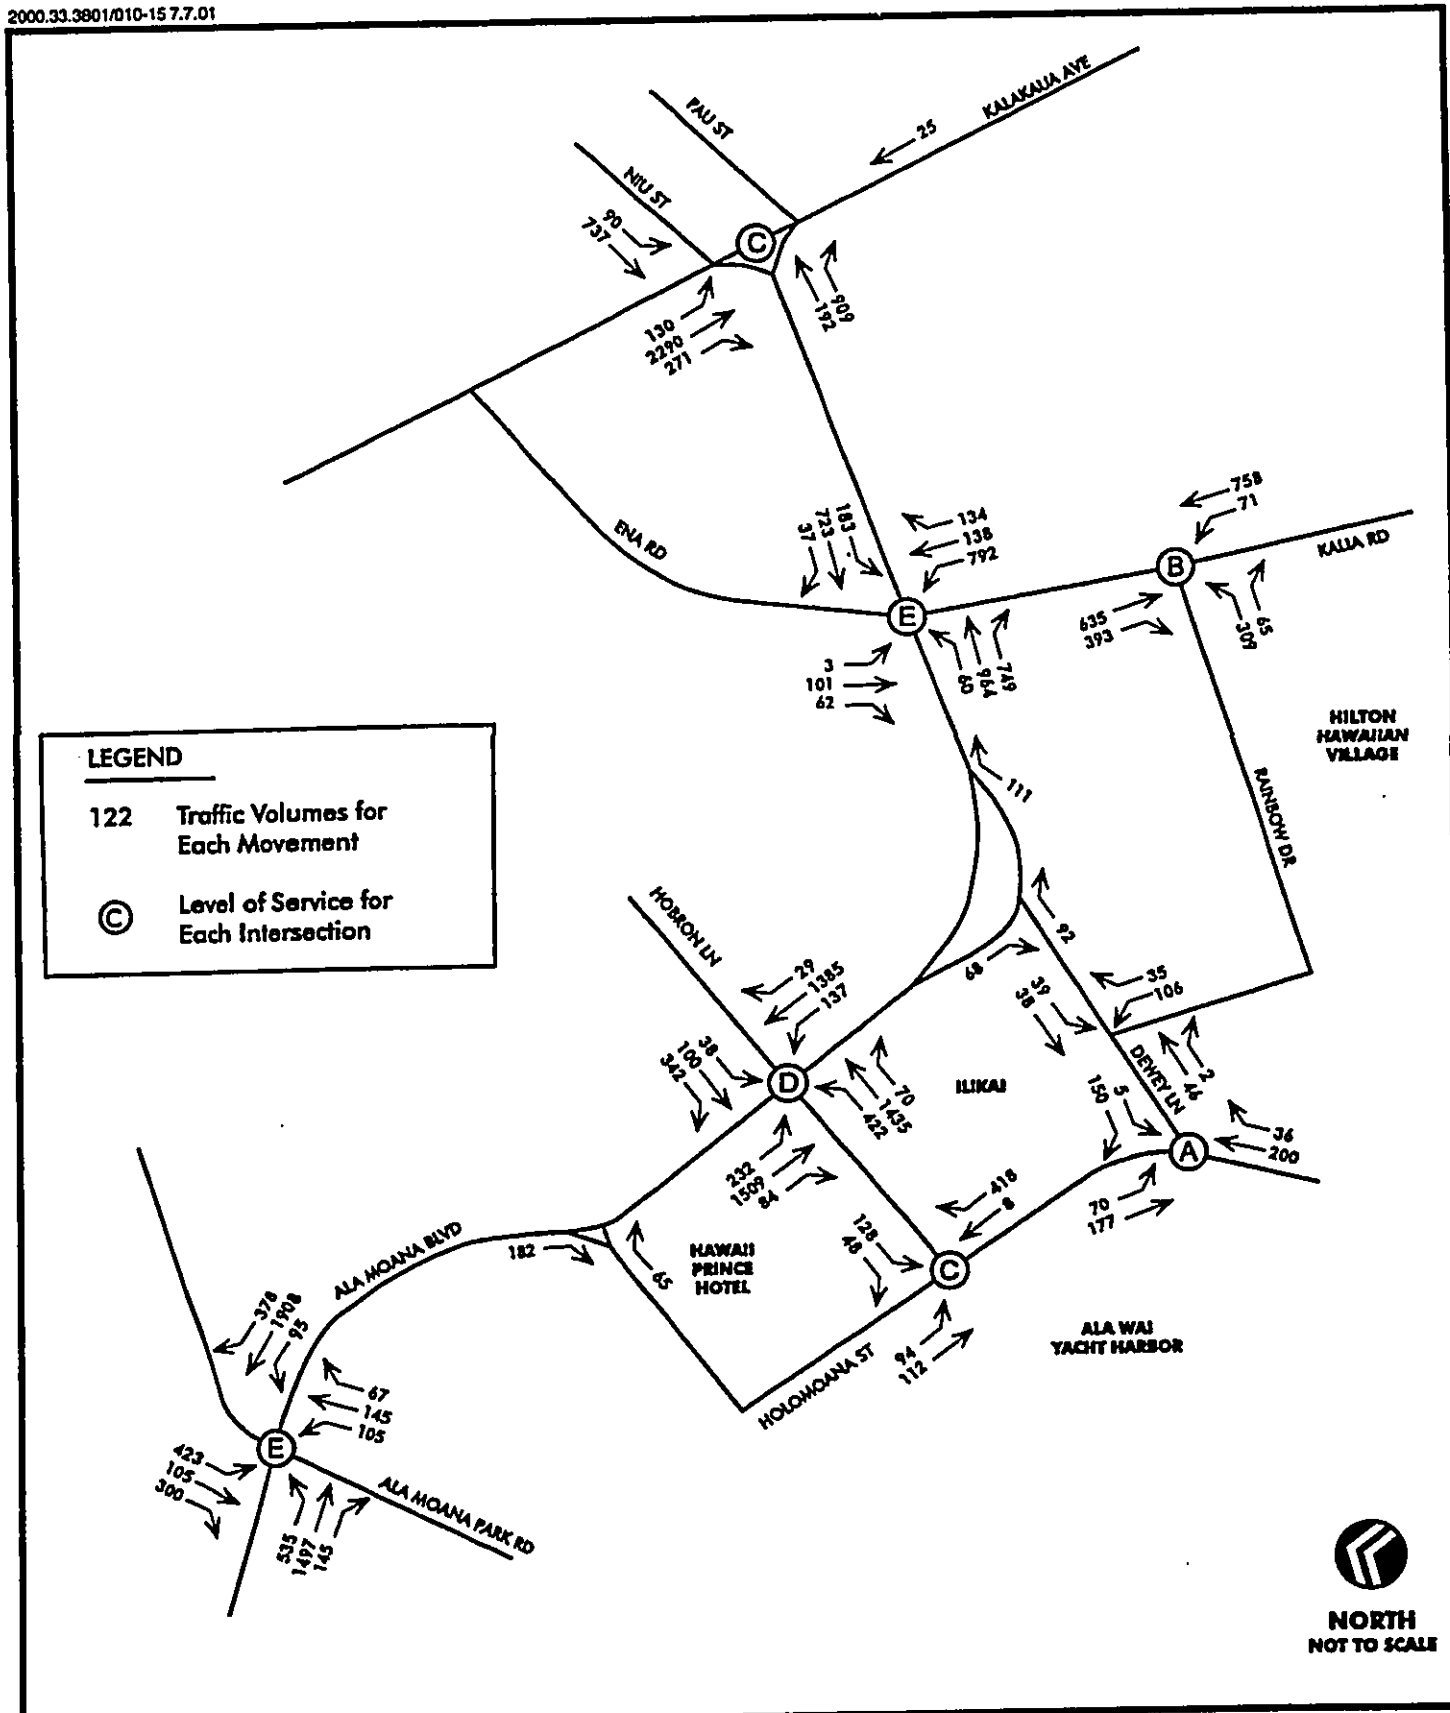 2000.33.3801/010-15 7.7.01
KALAKAUA AVE
PAU ST
25
NIU ST
90
737
C
909
192
130
2290
271
758
71
KALIA RD
B
ENA RD
183
723
37
134
138
792
E
635
393
65
309
3
101
62
60
964
749
HILTON
HAWAIIAN
VILLAGE
LEGEND
122 Traffic Volumes for
Each Movement
C Level of Service for
Each Intersection
111
RAINBOW DR
HOBRON LN
92
68
29
1385
137
39
38
35
106
38
100
342
D
70
1435
422
ILIKAI
DEWEY LN
2
46
150
5
36
200
A
232
1509
84
418
8
70
177
ALA MOANA BLVD
182
65
HAWAII
PRINCE
HOTEL
128
48
C
378
1908
95
ALA WAI
YACHT HARBOR
94
112
HOLOMOANA ST
67
145
105
E
423
105
300
ALA MOANA PARK RD
535
1497
145
NORTH
NOT TO SCALE